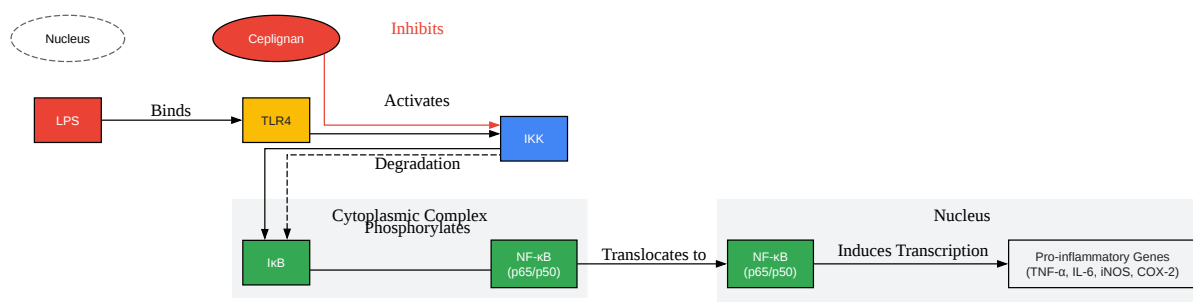 Nucleus
Ceplignan
Inhibits
LPS
Binds
TLR4
Activates
IKK
Degradation
Cytoplasmic Complex
Phosphorylates
Nucleus
IκB
NF-κB
(p65/p50)
Translocates to
NF-κB
(p65/p50)
Induces Transcription
Pro-inflammatory Genes
(TNF-α, IL-6, iNOS, COX-2)